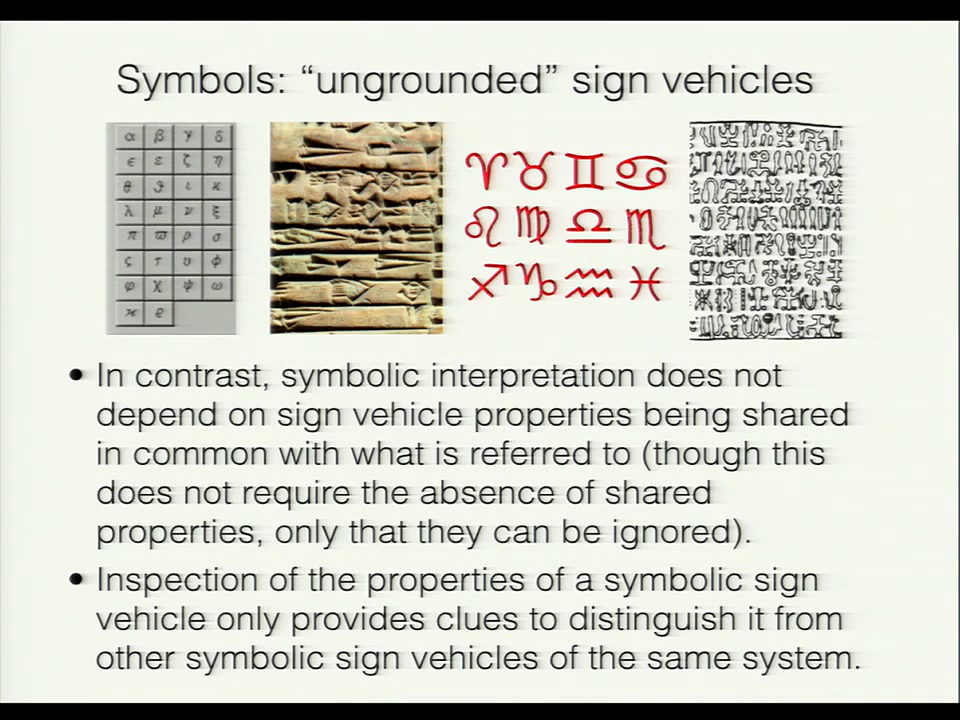 Symbols: “ungrounded” sign vehicles
α β γ δ
ϵ ε ζ η
θ ϑ ι κ
λ μ ν ξ
π ϖ ρ σ
ς τ υ ϕ
φ χ ψ ω
ϰ ϱ
♈ ♉ ♊ ♋
♌ ♍ ♎ ♏
♐ ♑ ♒ ♓
• In contrast, symbolic interpretation does not
depend on sign vehicle properties being shared
in common with what is referred to (though this
does not require the absence of shared
properties, only that they can be ignored).
• Inspection of the properties of a symbolic sign
vehicle only provides clues to distinguish it from
other symbolic sign vehicles of the same system.